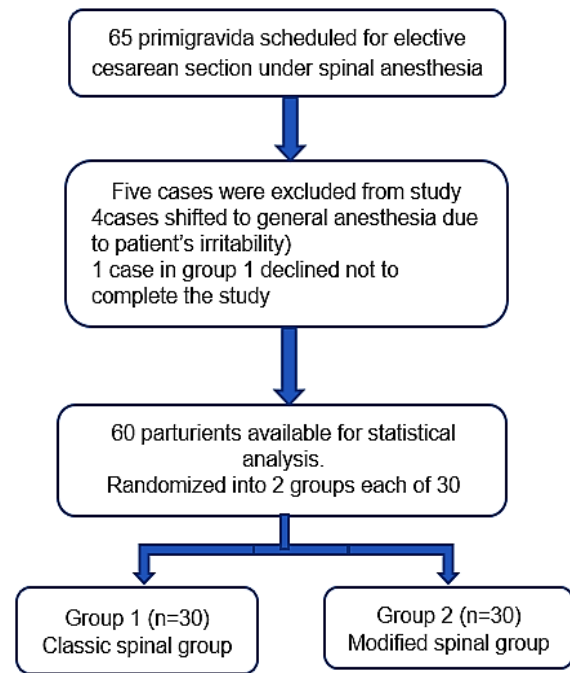 65 primigravida scheduled for elective
cesarean section under spinal anesthesia
Five cases were excluded from study
4cases shifted to general anesthesia due
to patient's irritability)
1 case in group 1 declined not to
complete the study
60 parturients available for statistical
analysis.
Randomized into 2 groups each of 30
Group 1 (n=30)
Classic spinal group
Group 2 (n=30)
Modified spinal group